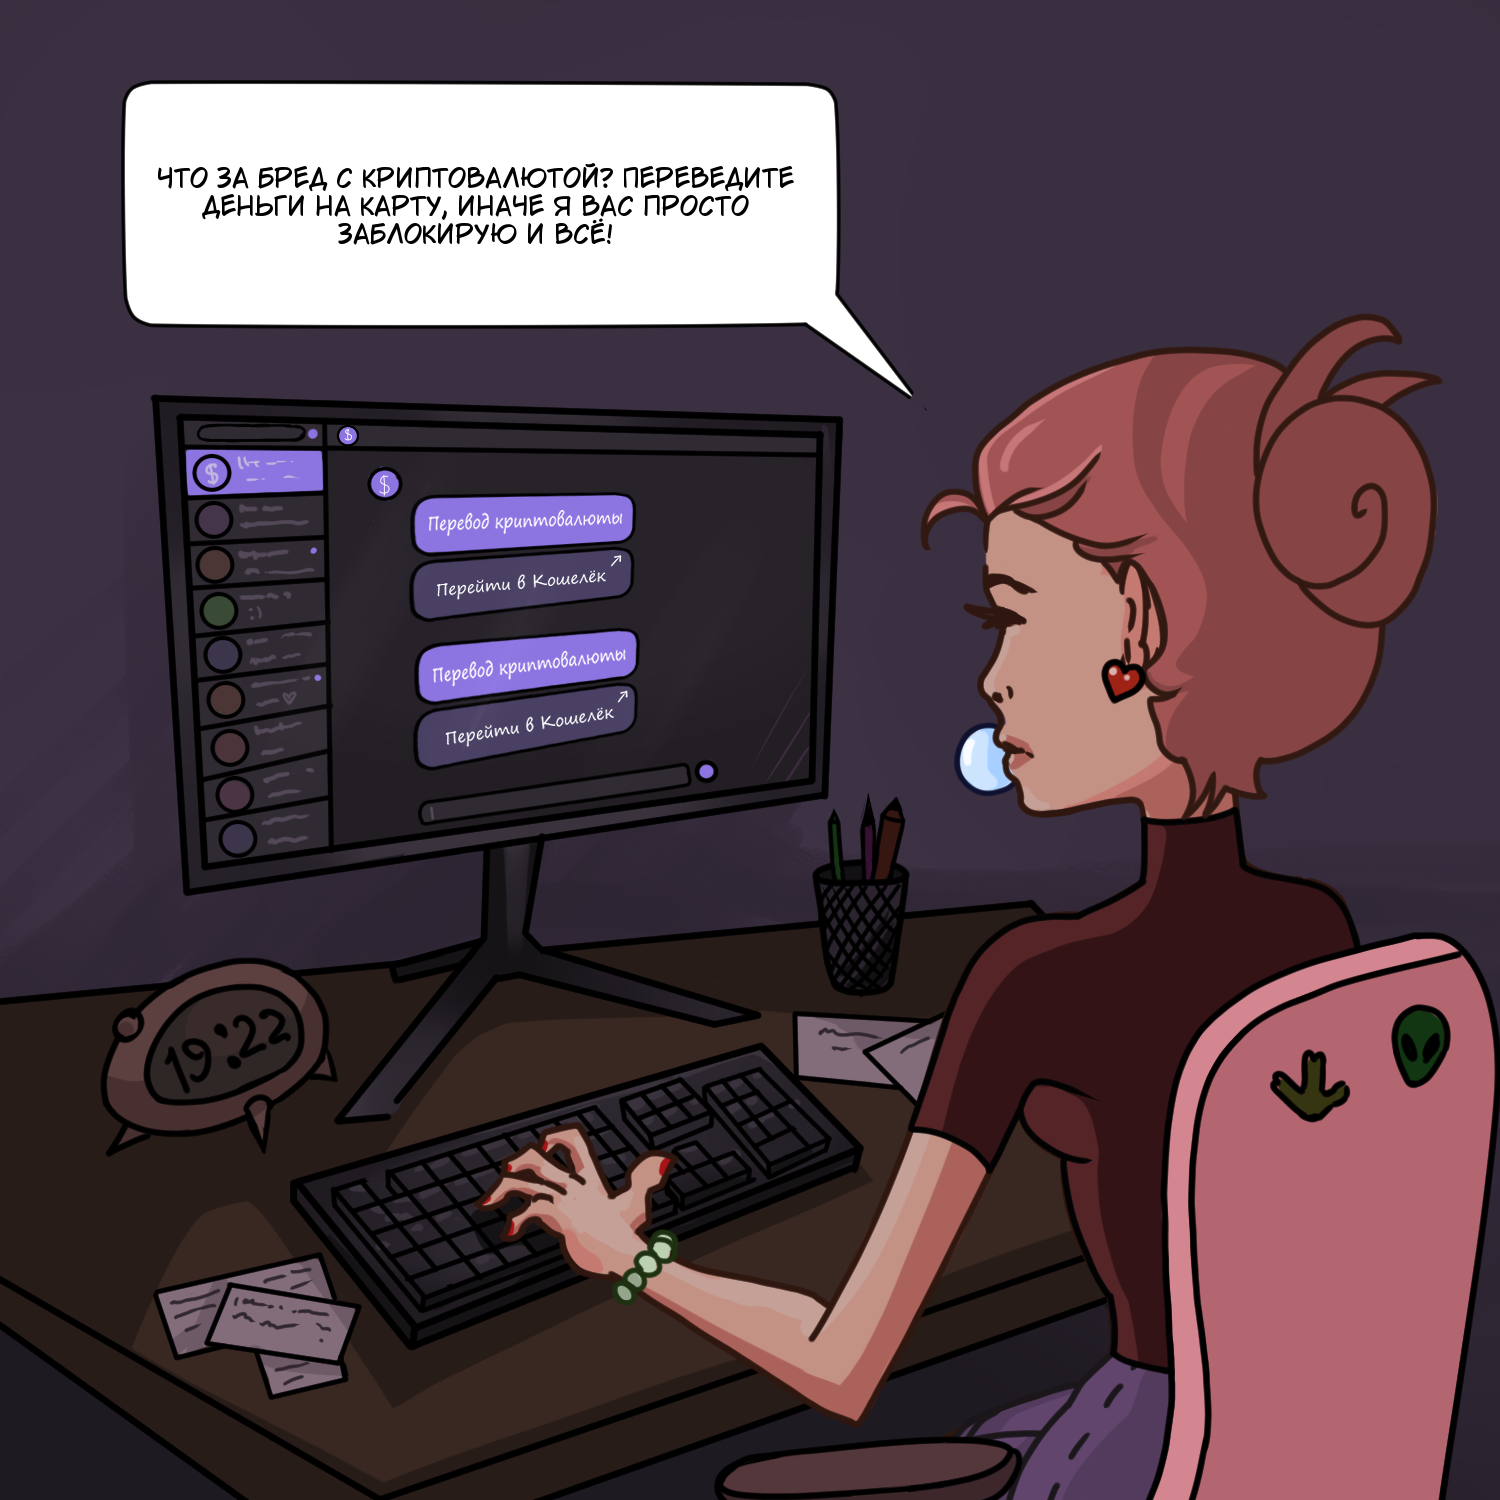 ЧТО ЗА БРЕД С КРИПТОВАЛЮТОЙ? ПЕРЕВЕДИТЕ
ДЕНЬГИ НА КАРТУ, ИНАЧЕ Я ВАС ПРОСТО
ЗАБЛОКИРУЮ И ВСЁ!
$
$
$
Перевод криптовалюты
Перейти в Кошелёк
:)
Перевод криптовалюты
Перейти в Кошелёк
19:22